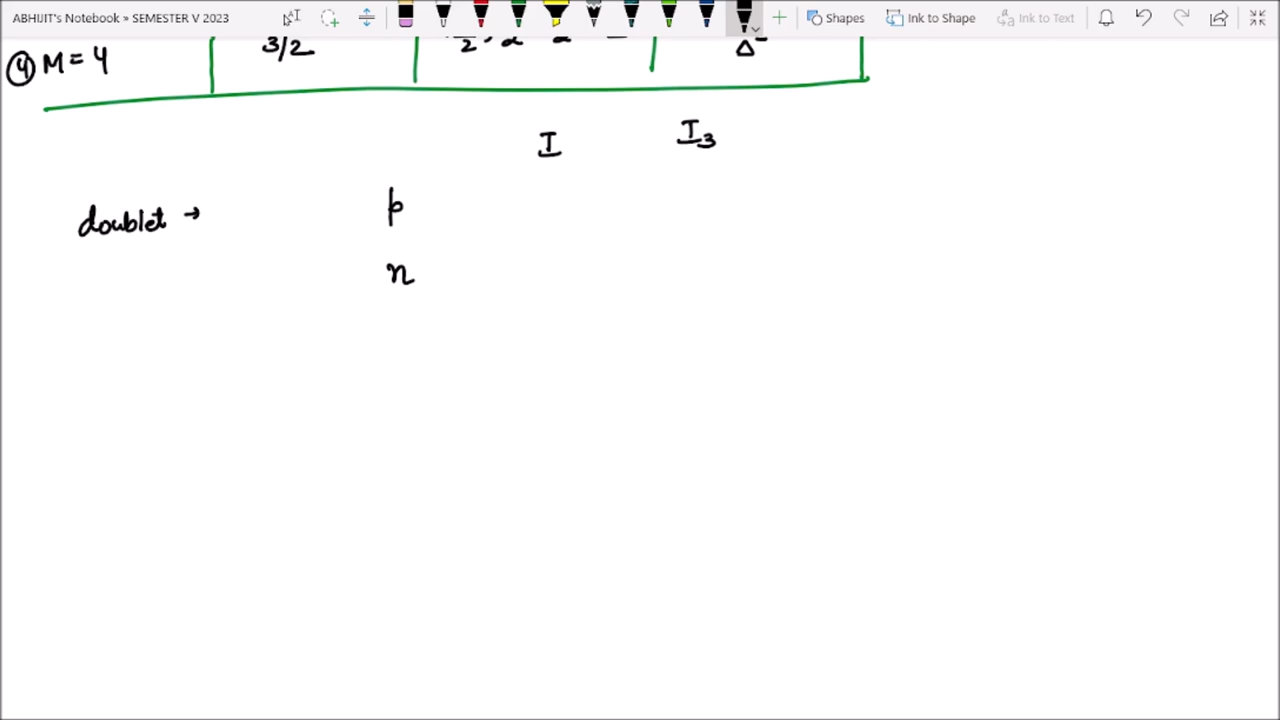 ABHIJIT's Notebook » SEMESTER V 2023 Shapes Ink to Shape Ink to Text
④ M = 4 3/2
I I₃
doublet → p
n